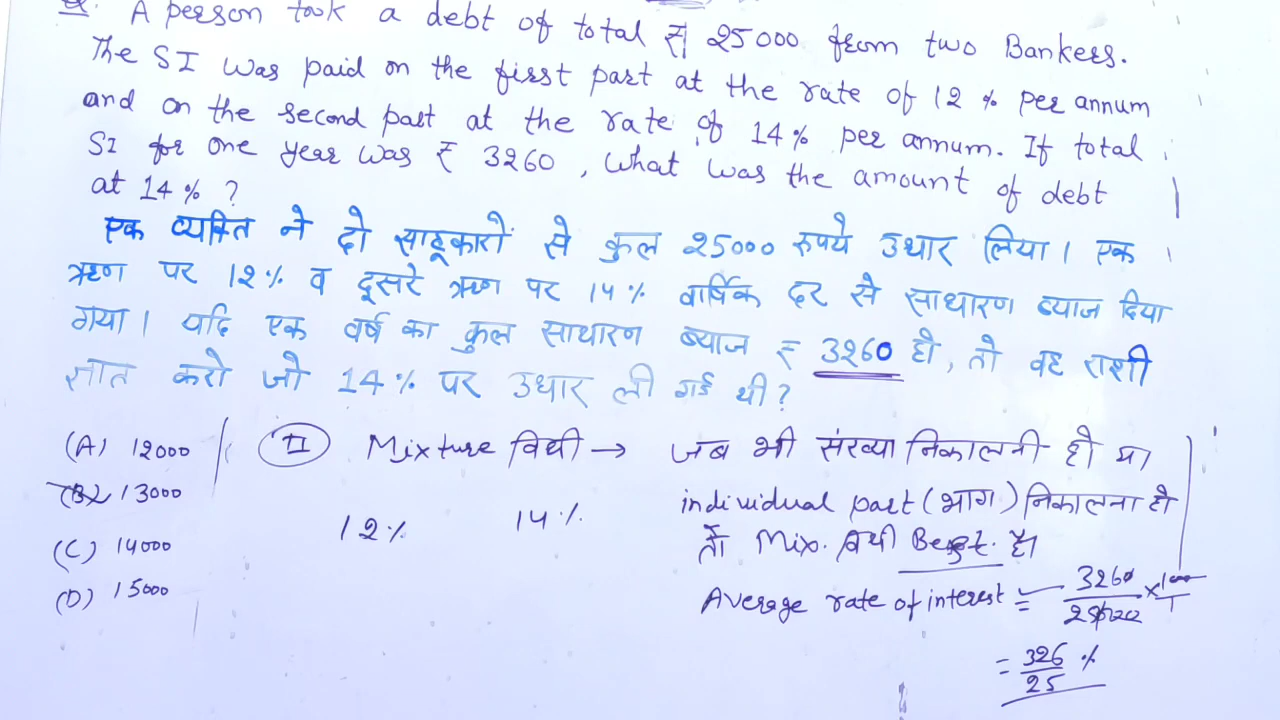 Q. A person took a debt of total ₹ 25000 from two Bankers.
The SI was paid on the first part at the rate of 12 % per annum
and on the second part at the rate of 14% per annum. If total
SI for one year was ₹ 3260 , what was the amount of debt
at 14 % ?
एक व्यक्ति ने दो साहूकारों से कुल 25000 रुपये उधार लिया। एक
ऋण पर 12% व दूसरे ऋण पर 14% वार्षिक दर से साधारण ब्याज दिया
गया। यदि एक वर्ष का कुल साधारण ब्याज ₹ 3260 हो, तो वह राशी
ज्ञात करो जो 14% पर उधार ली गई थी?
(A) 12000
(B) 13000
(C) 14000
(D) 15000
II Mixture विधी → जब भी संख्या निकालनी हो या
individual part (भाग) निकालना हो
तो Mix. विधी Best. है।
12% 14%
Average rate of interest = 3260/25000 × 100/1
= 326/25 %